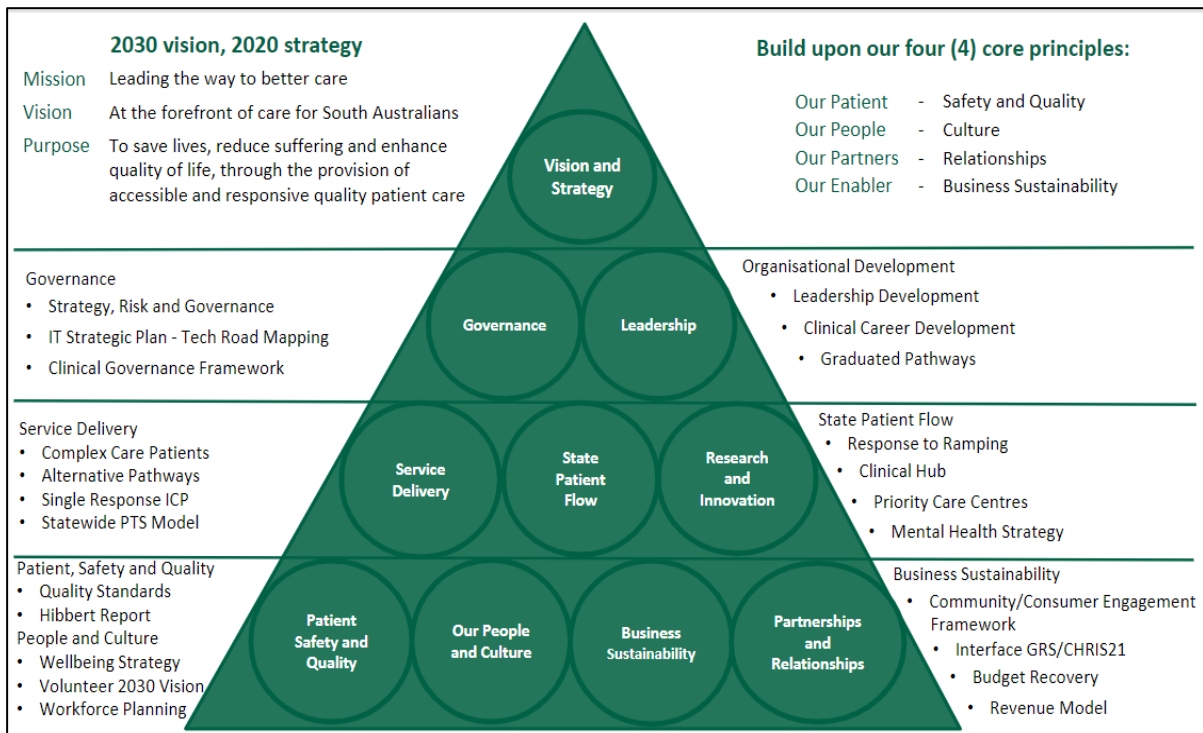 2030 vision, 2020 strategy
Mission Leading the way to better care
Vision At the forefront of care for South Australians
Purpose To save lives, reduce suffering and enhance
quality of life, through the provision of
accessible and responsive quality patient care
Build upon our four (4) core principles:
Our Patient - Safety and Quality
Our People - Culture
Our Partners - Relationships
Our Enabler - Business Sustainability
Vision and
Strategy
Governance
• Strategy, Risk and Governance
• IT Strategic Plan - Tech Road Mapping
• Clinical Governance Framework
Governance
Leadership
Organisational Development
• Leadership Development
• Clinical Career Development
• Graduated Pathways
Service Delivery
• Complex Care Patients
• Alternative Pathways
• Single Response ICP
• Statewide PTS Model
Service
Delivery
State
Patient
Flow
Research
and
Innovation
State Patient Flow
• Response to Ramping
• Clinical Hub
• Priority Care Centres
• Mental Health Strategy
Patient, Safety and Quality
• Quality Standards
• Hibbert Report
People and Culture
• Wellbeing Strategy
• Volunteer 2030 Vision
• Workforce Planning
Patient
Safety and
Quality
Our People
and Culture
Business
Sustainability
Partnerships
and
Relationships
Business Sustainability
• Community/Consumer Engagement
Framework
• Interface GRS/CHRIS21
• Budget Recovery
• Revenue Model